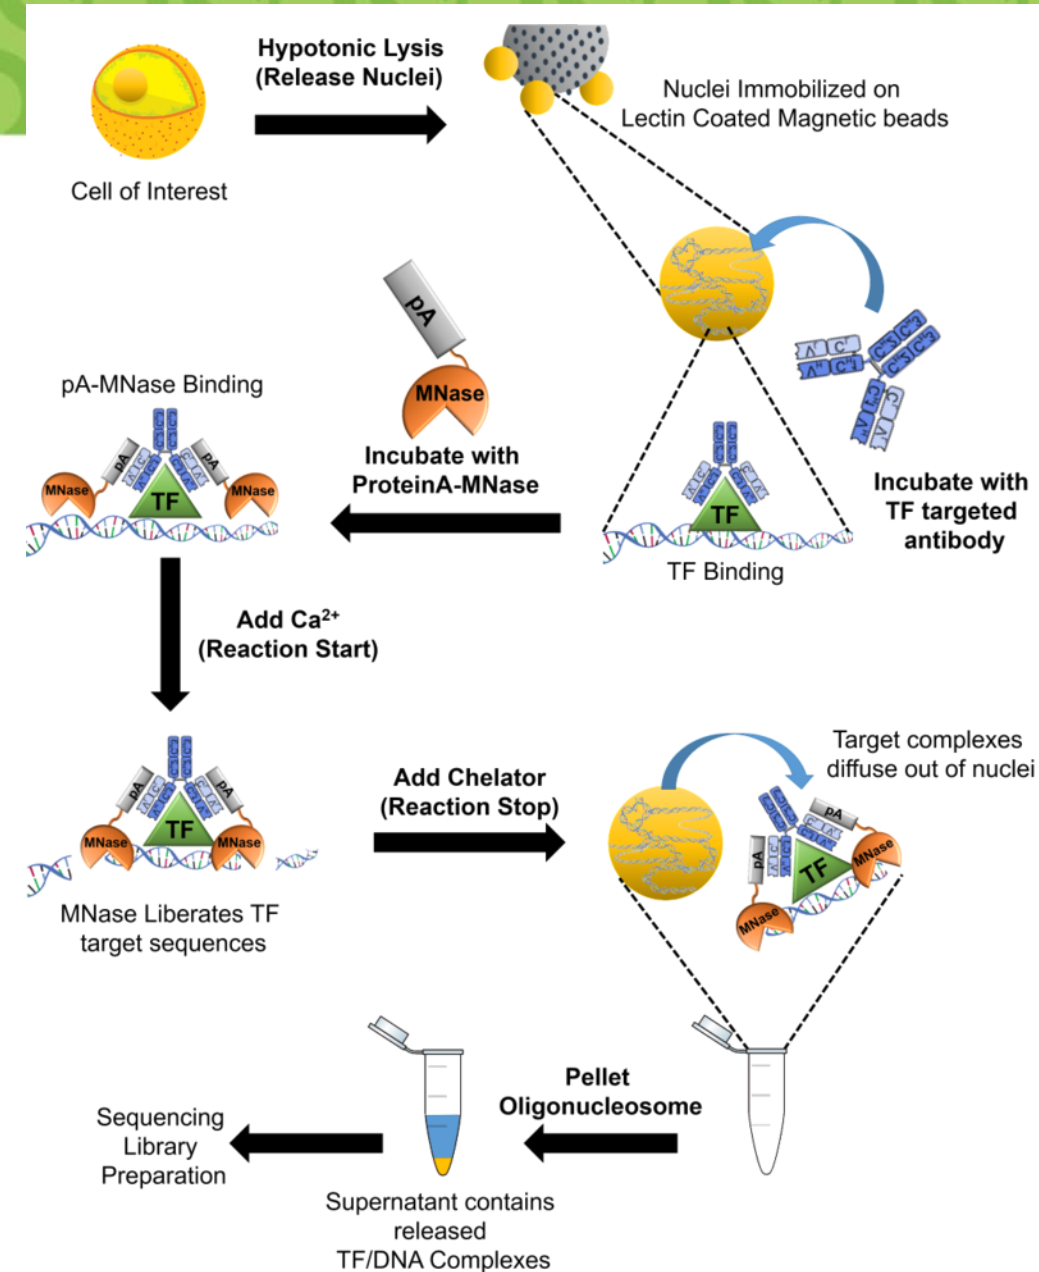 Hypotonic Lysis
(Release Nuclei)
Nuclei Immobilized on
Lectin Coated Magnetic beads
Cell of Interest
pA
MNase
pA-MNase Binding
Incubate with
ProteinA-MNase
Incubate with
TF targeted
antibody
pA
pA
MNase
TF
MNase
TF
TF Binding
Add Ca²⁺
(Reaction Start)
pA
pA
MNase
TF
MNase
MNase Liberates TF
target sequences
Add Chelator
(Reaction Stop)
Target complexes
diffuse out of nuclei
pA
pA
TF
MNase
MNase
Pellet
Oligonucleosome
Sequencing
Library
Preparation
Supernatant contains
released
TF/DNA Complexes